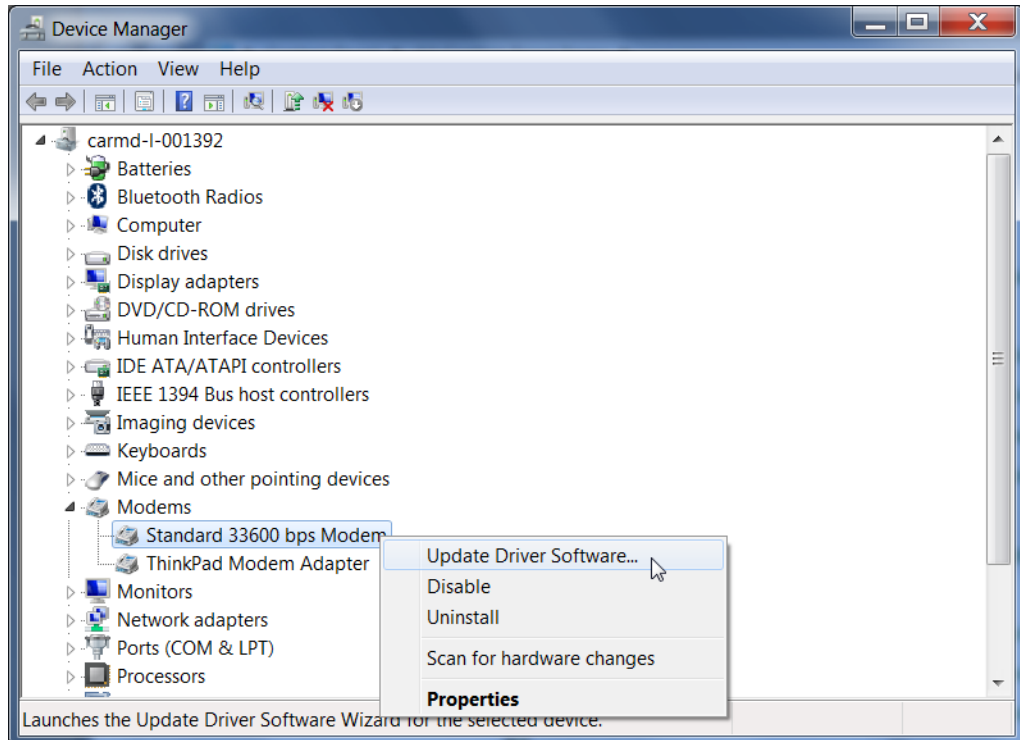 Device Manager
File Action View Help
carmd-l-001392
Batteries
Bluetooth Radios
Computer
Disk drives
Display adapters
DVD/CD-ROM drives
Human Interface Devices
IDE ATA/ATAPI controllers
IEEE 1394 Bus host controllers
Imaging devices
Keyboards
Mice and other pointing devices
Modems
Standard 33600 bps Modem
ThinkPad Modem Adapter
Update Driver Software...
Disable
Uninstall
Scan for hardware changes
Properties
Monitors
Network adapters
Ports (COM & LPT)
Processors
Launches the Update Driver Software Wizard for the selected device.